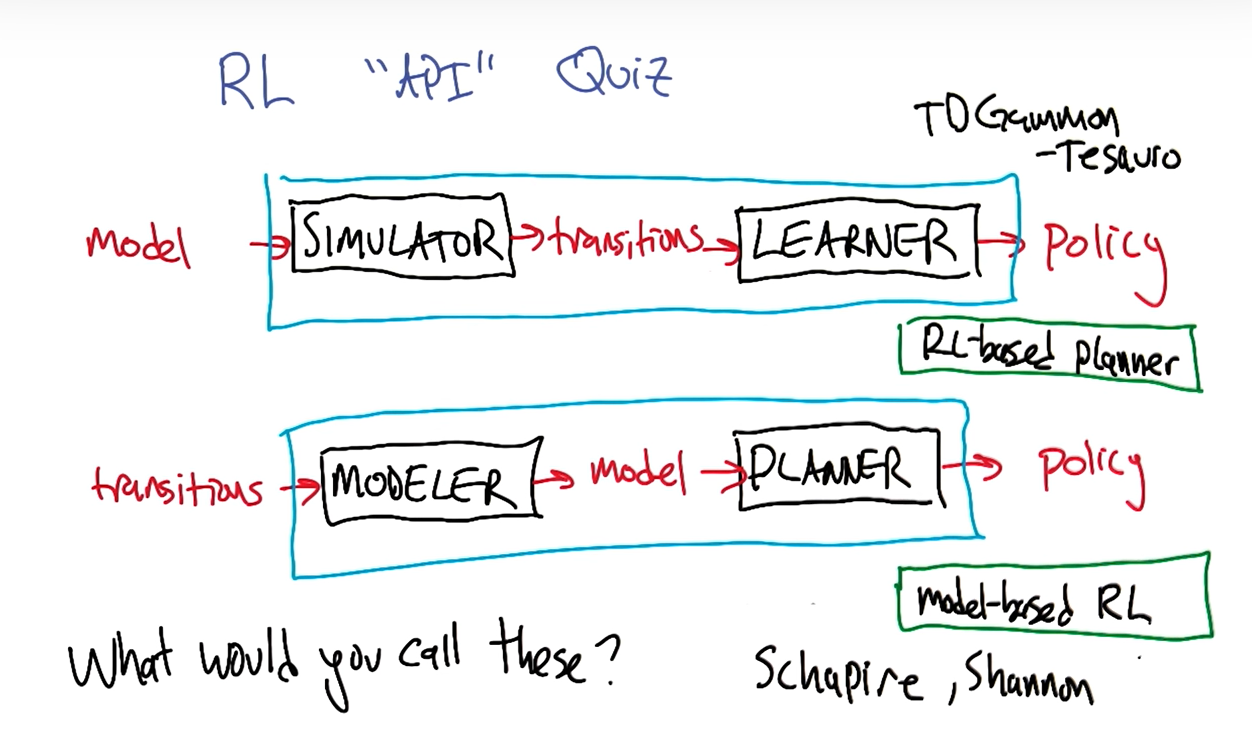 RL "API" Quiz
TDGammon
-Tesauro
model → SIMULATOR → transitions → LEARNER → policy
RL-based planner
transitions → MODELER → model → PLANNER → policy
model-based RL
What would you call these?
Schapire, Shannon